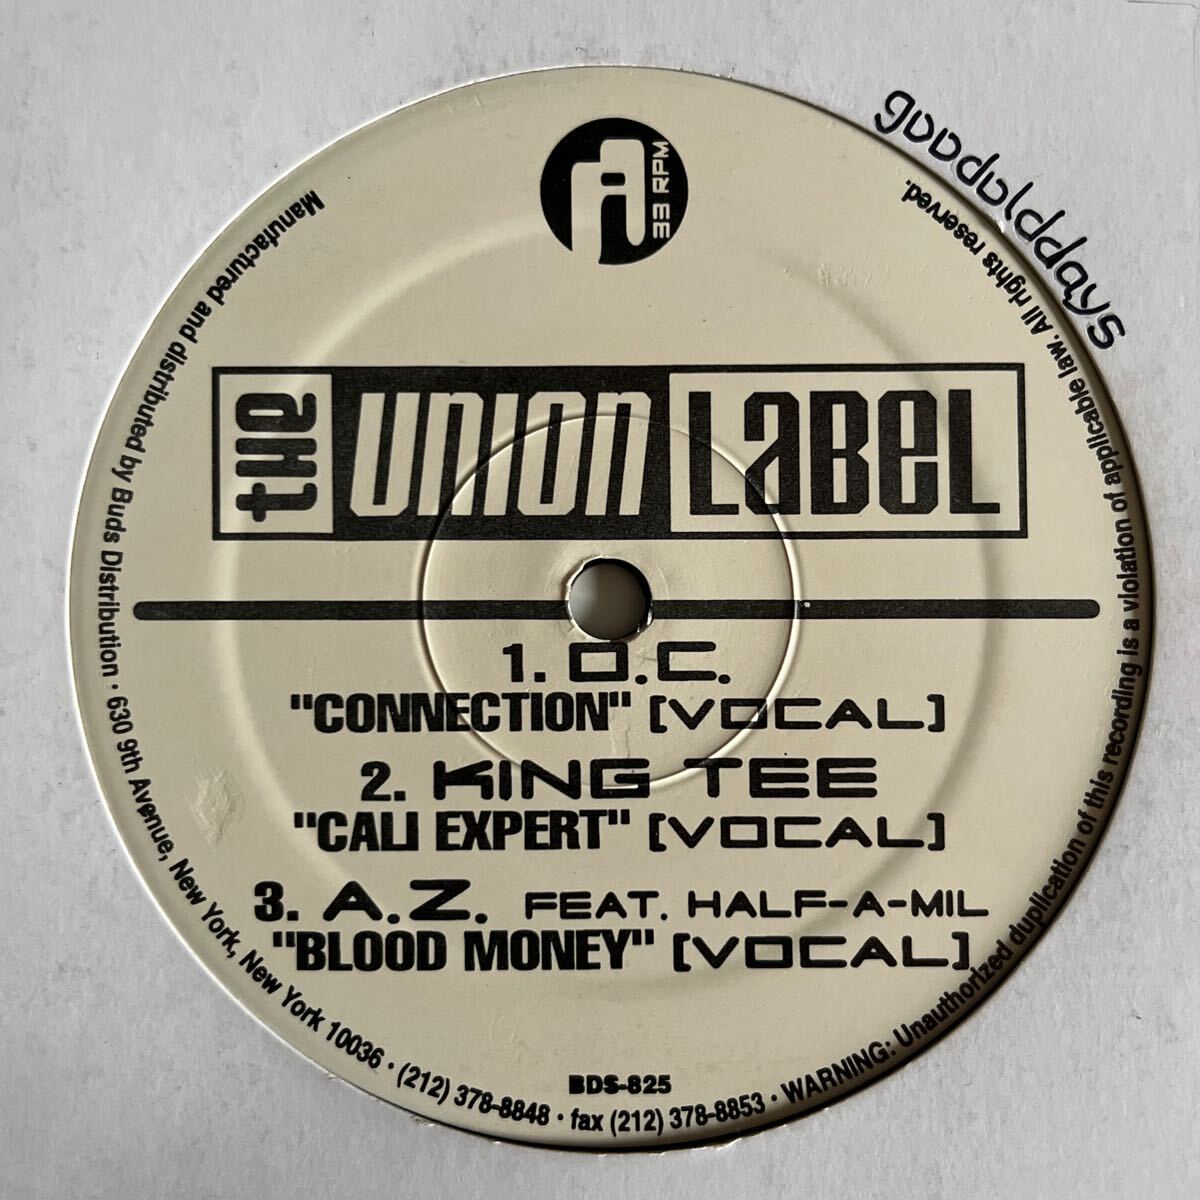 goodolddays
A
33 RPM
the UNION LABEL
1. O.C.
"CONNECTION" [VOCAL]
2. KING TEE
"CALI EXPERT" [VOCAL]
3. A.Z. FEAT. HALF-A-MIL
"BLOOD MONEY" [VOCAL]
BDS-825
Manufactured and distributed by Buds Distribution · 630 9th Avenue, New York, New York 10036 · (212) 378-8848 · fax (212) 378-8853 · WARNING: Unauthorized duplication of this recording is a violation of applicable law. All rights reserved.